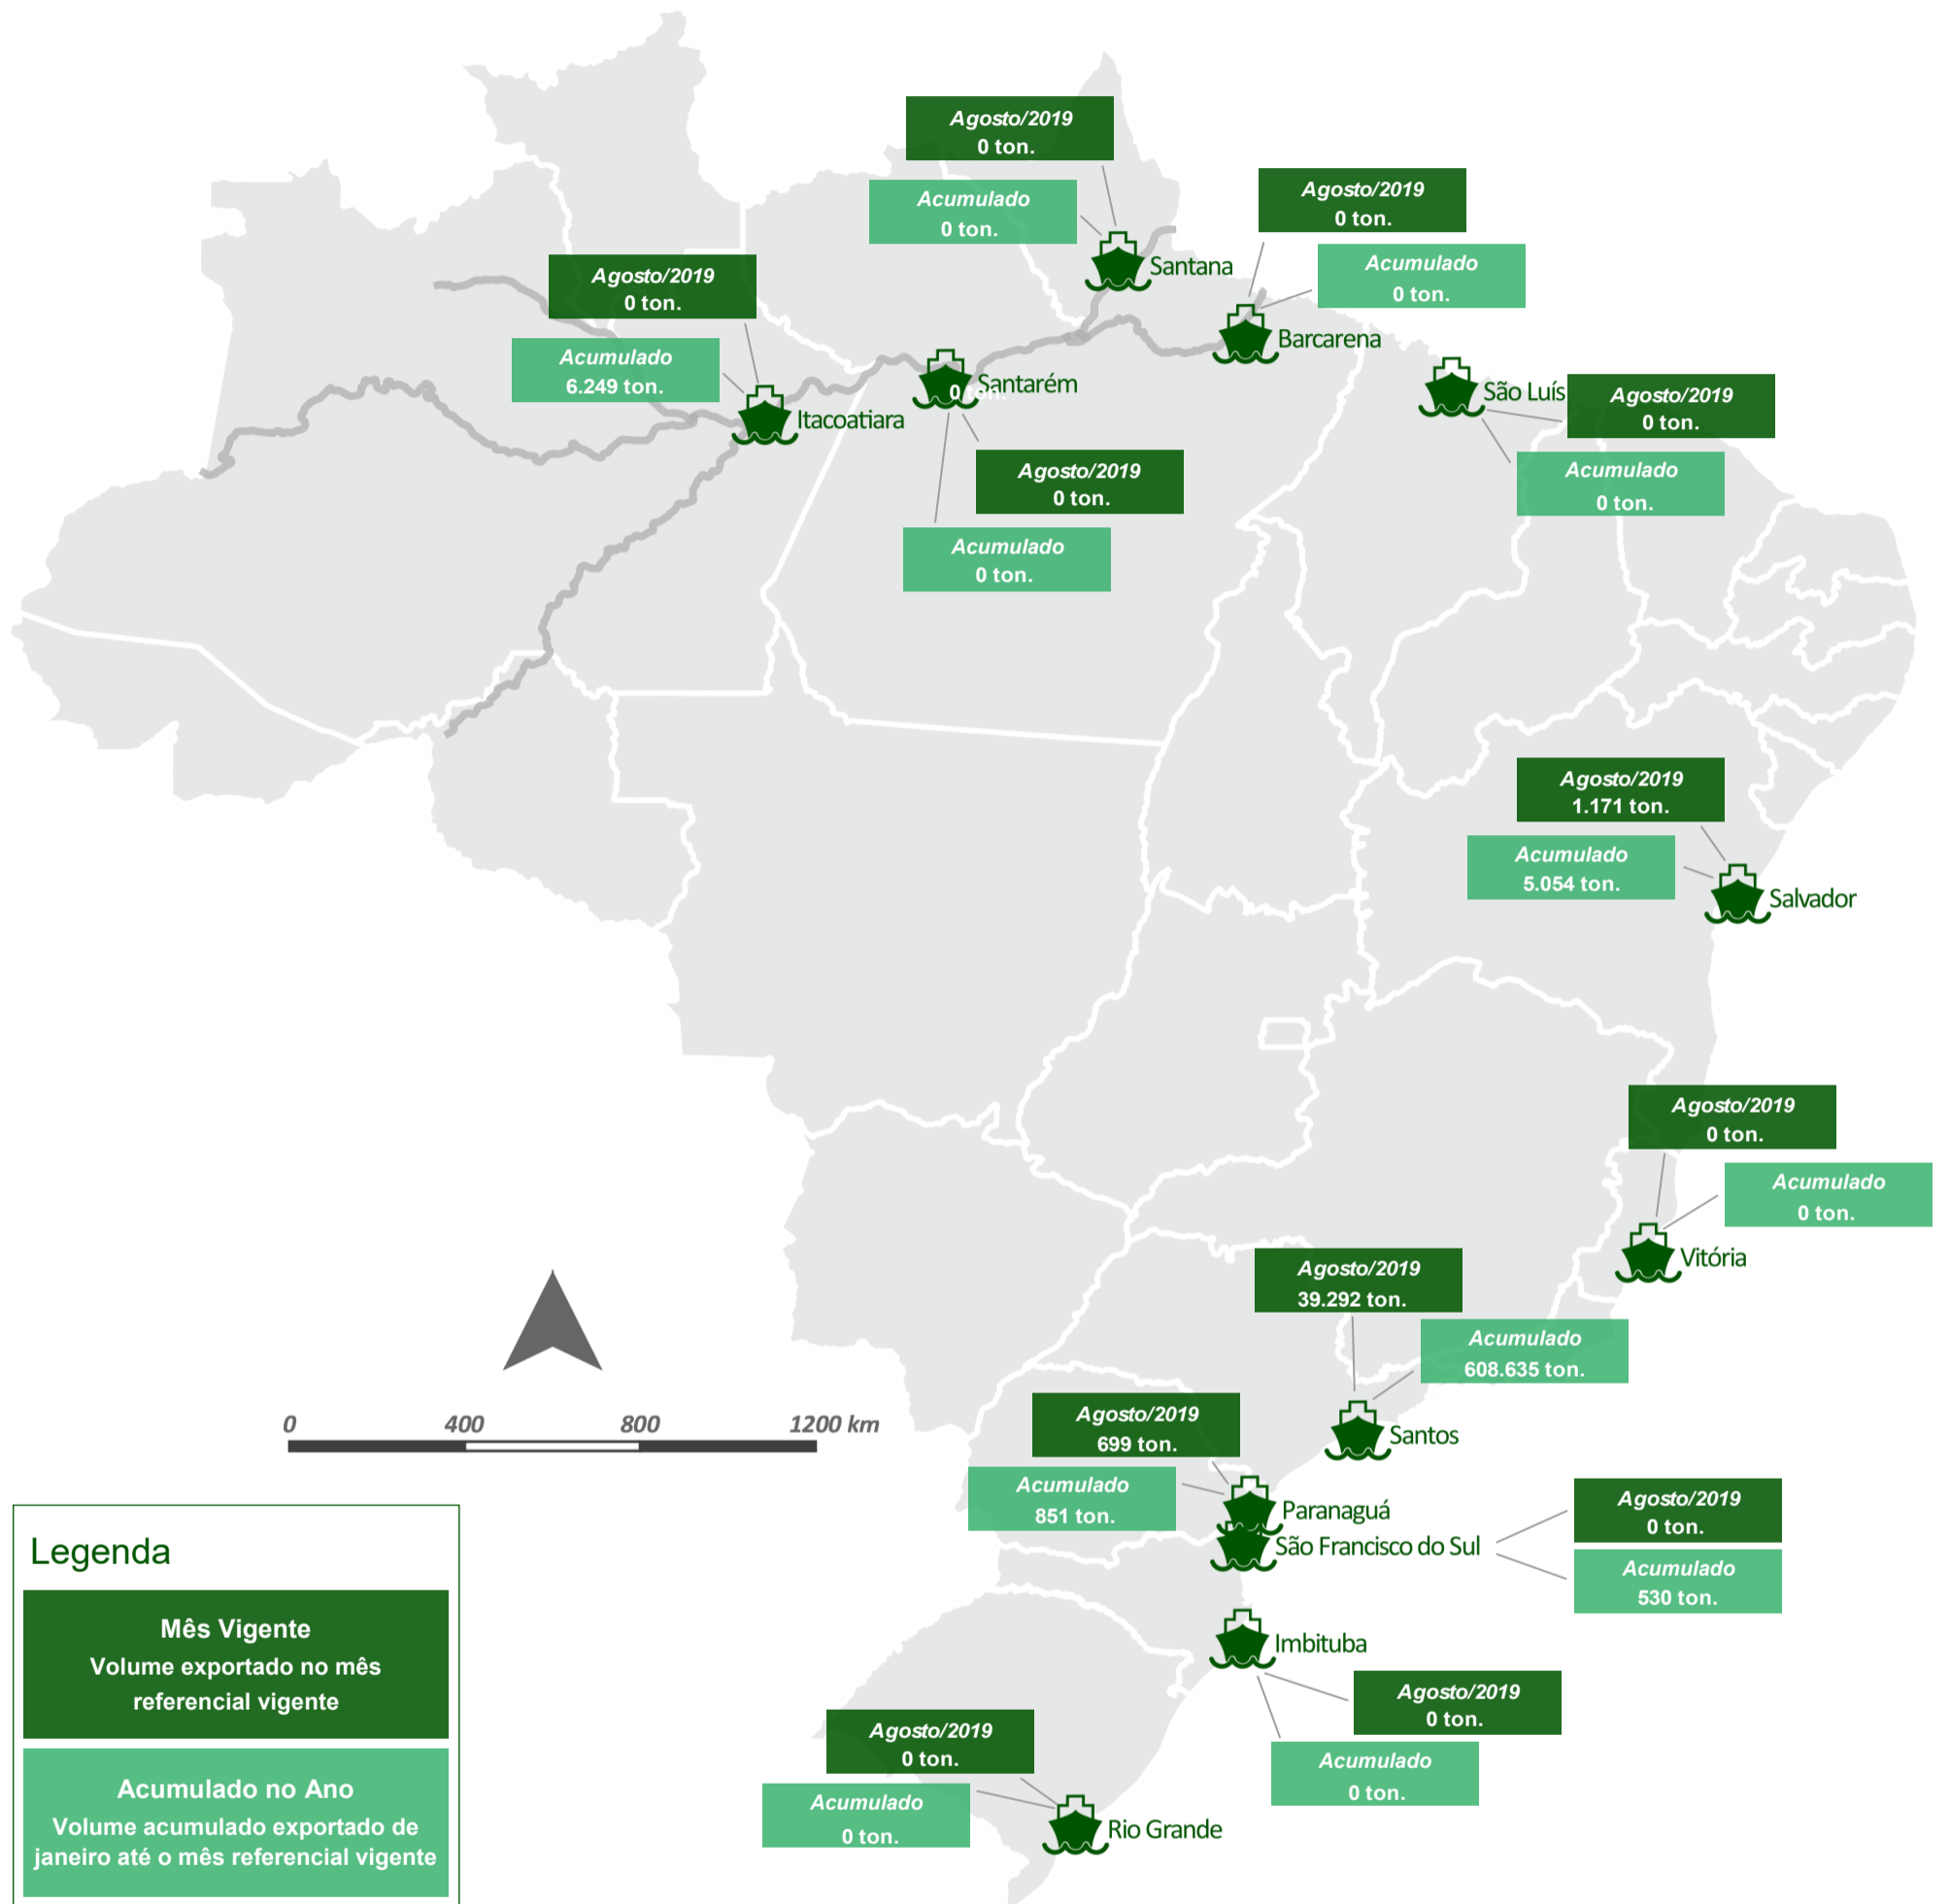 Agosto/2019
0 ton.
Acumulado
0 ton.
Santana
Agosto/2019
0 ton.
Acumulado
0 ton.
Barcarena
Agosto/2019
0 ton.
Acumulado
6.249 ton.
Itacoatiara
Santarém
0 ton.
Agosto/2019
0 ton.
Acumulado
0 ton.
São Luís
Agosto/2019
0 ton.
Acumulado
0 ton.
Agosto/2019
1.171 ton.
Acumulado
5.054 ton.
Salvador
Agosto/2019
0 ton.
Acumulado
0 ton.
Vitória
Agosto/2019
39.292 ton.
Acumulado
608.635 ton.
Santos
Agosto/2019
699 ton.
Acumulado
851 ton.
Paranaguá
São Francisco do Sul
Agosto/2019
0 ton.
Acumulado
530 ton.
Imbituba
Agosto/2019
0 ton.
Acumulado
0 ton.
Agosto/2019
0 ton.
Acumulado
0 ton.
Rio Grande
0 400 800 1200 km
Legenda
Mês Vigente
Volume exportado no mês
referencial vigente
Acumulado no Ano
Volume acumulado exportado de
janeiro até o mês referencial vigente